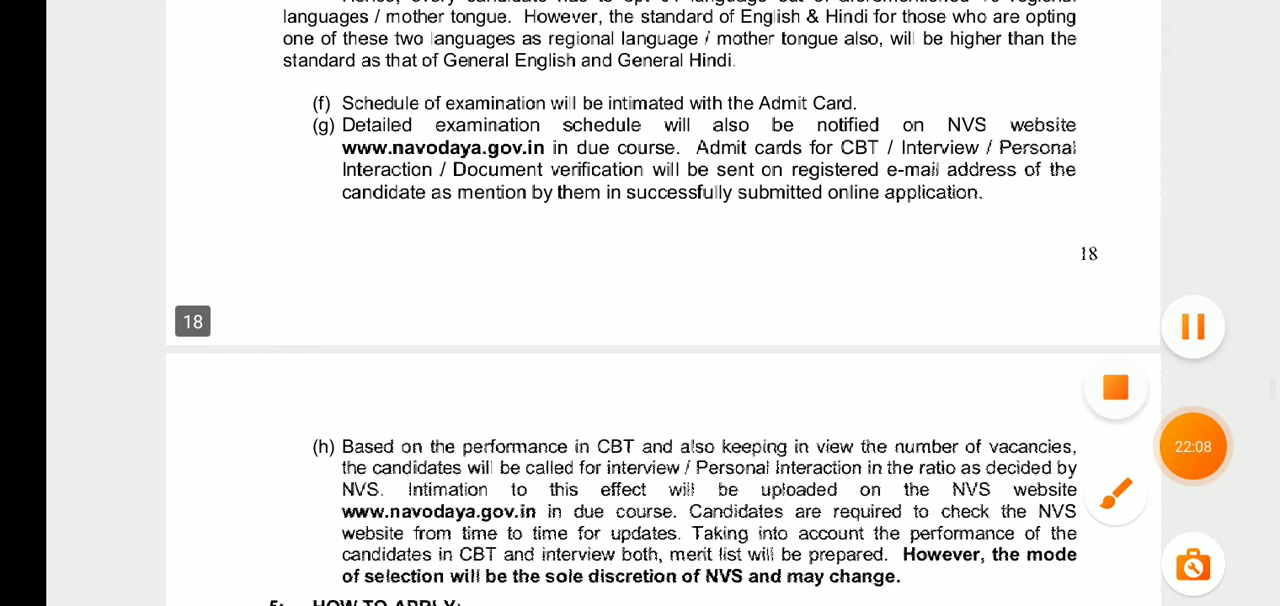 languages / mother tongue. However, the standard of English & Hindi for those who are opting
one of these two languages as regional language / mother tongue also, will be higher than the
standard as that of General English and General Hindi.
(f) Schedule of examination will be intimated with the Admit Card.
(g) Detailed examination schedule will also be notified on NVS website
www.navodaya.gov.in in due course. Admit cards for CBT / Interview / Personal
Interaction / Document verification will be sent on registered e-mail address of the
candidate as mention by them in successfully submitted online application.
18
18
(h) Based on the performance in CBT and also keeping in view the number of vacancies,
the candidates will be called for interview / Personal Interaction in the ratio as decided by
NVS. Intimation to this effect will be uploaded on the NVS website
www.navodaya.gov.in in due course. Candidates are required to check the NVS
website from time to time for updates. Taking into account the performance of the
candidates in CBT and interview both, merit list will be prepared. However, the mode
of selection will be the sole discretion of NVS and may change.
5: HOW TO APPLY:
22:08